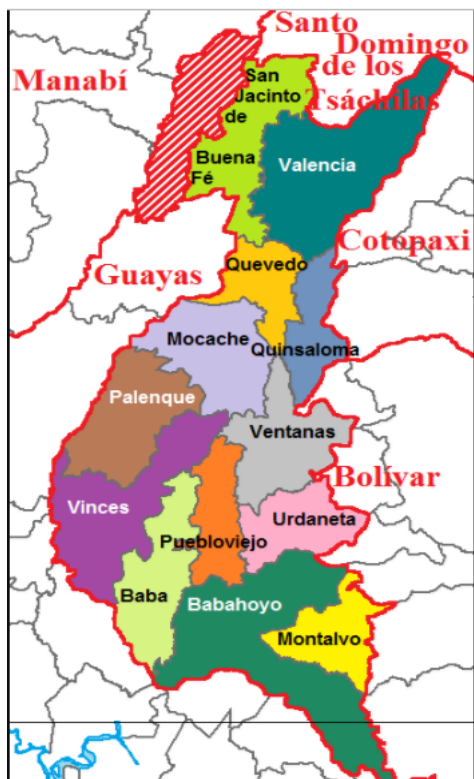 Santo
Domingo
de los
Tsáchilas
Manabí
San
Jacinto
de
Buena
Fé
Valencia
Cotopaxi
Guayas
Quevedo
Mocache
Quinsaloma
Palenque
Ventanas
Bolívar
Vinces
Urdaneta
Puebloviejo
Baba
Babahoyo
Montalvo